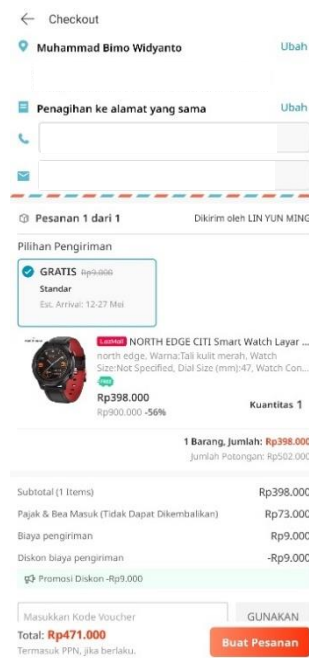 Checkout
Muhammad Bimo Widyanto Ubah
Penagihan ke alamat yang sama Ubah
Pesanan 1 dari 1 Dikirim oleh LIN YUN MING
Pilihan Pengiriman
GRATIS Rp9.000
Standar
Est. Arrival: 12-27 Mei
LazMall NORTH EDGE CITI Smart Watch Layar ...
north edge, Warna:Tali kulit merah, Watch
Size:Not Specified, Dial Size (mm):47, Watch Con...
FREE
Rp398.000
Rp900.000 -56% Kuantitas 1
1 Barang, Jumlah: Rp398.000
Jumlah Potongan: Rp502.000
Subtotal (1 Items) Rp398.000
Pajak & Bea Masuk (Tidak Dapat Dikembalikan) Rp73.000
Biaya pengiriman Rp9.000
Diskon biaya pengiriman -Rp9.000
Promosi Diskon -Rp9.000
Masukkan Kode Voucher GUNAKAN
Total: Rp471.000
Termasuk PPN, jika berlaku.
Buat Pesanan